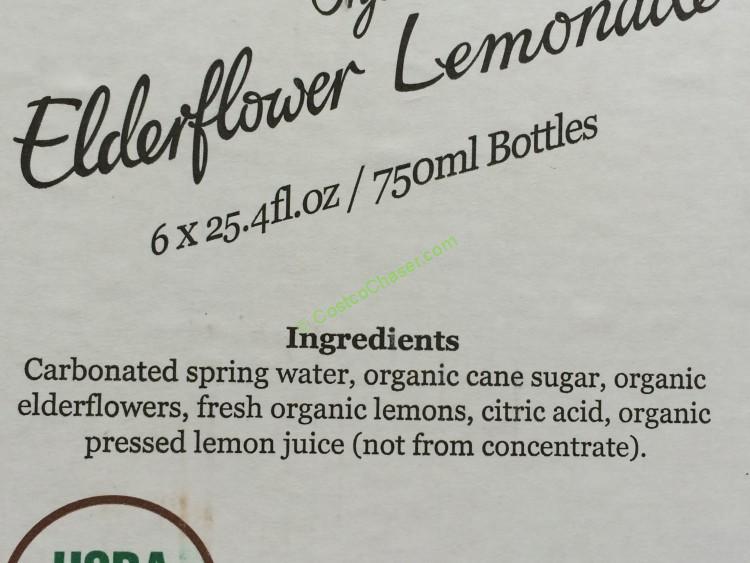 Elderflower Lemonade
6 x 25.4fl.oz / 750ml Bottles
© CostcoChaser.com
Ingredients
Carbonated spring water, organic cane sugar, organic
elderflowers, fresh organic lemons, citric acid, organic
pressed lemon juice (not from concentrate).
USDA